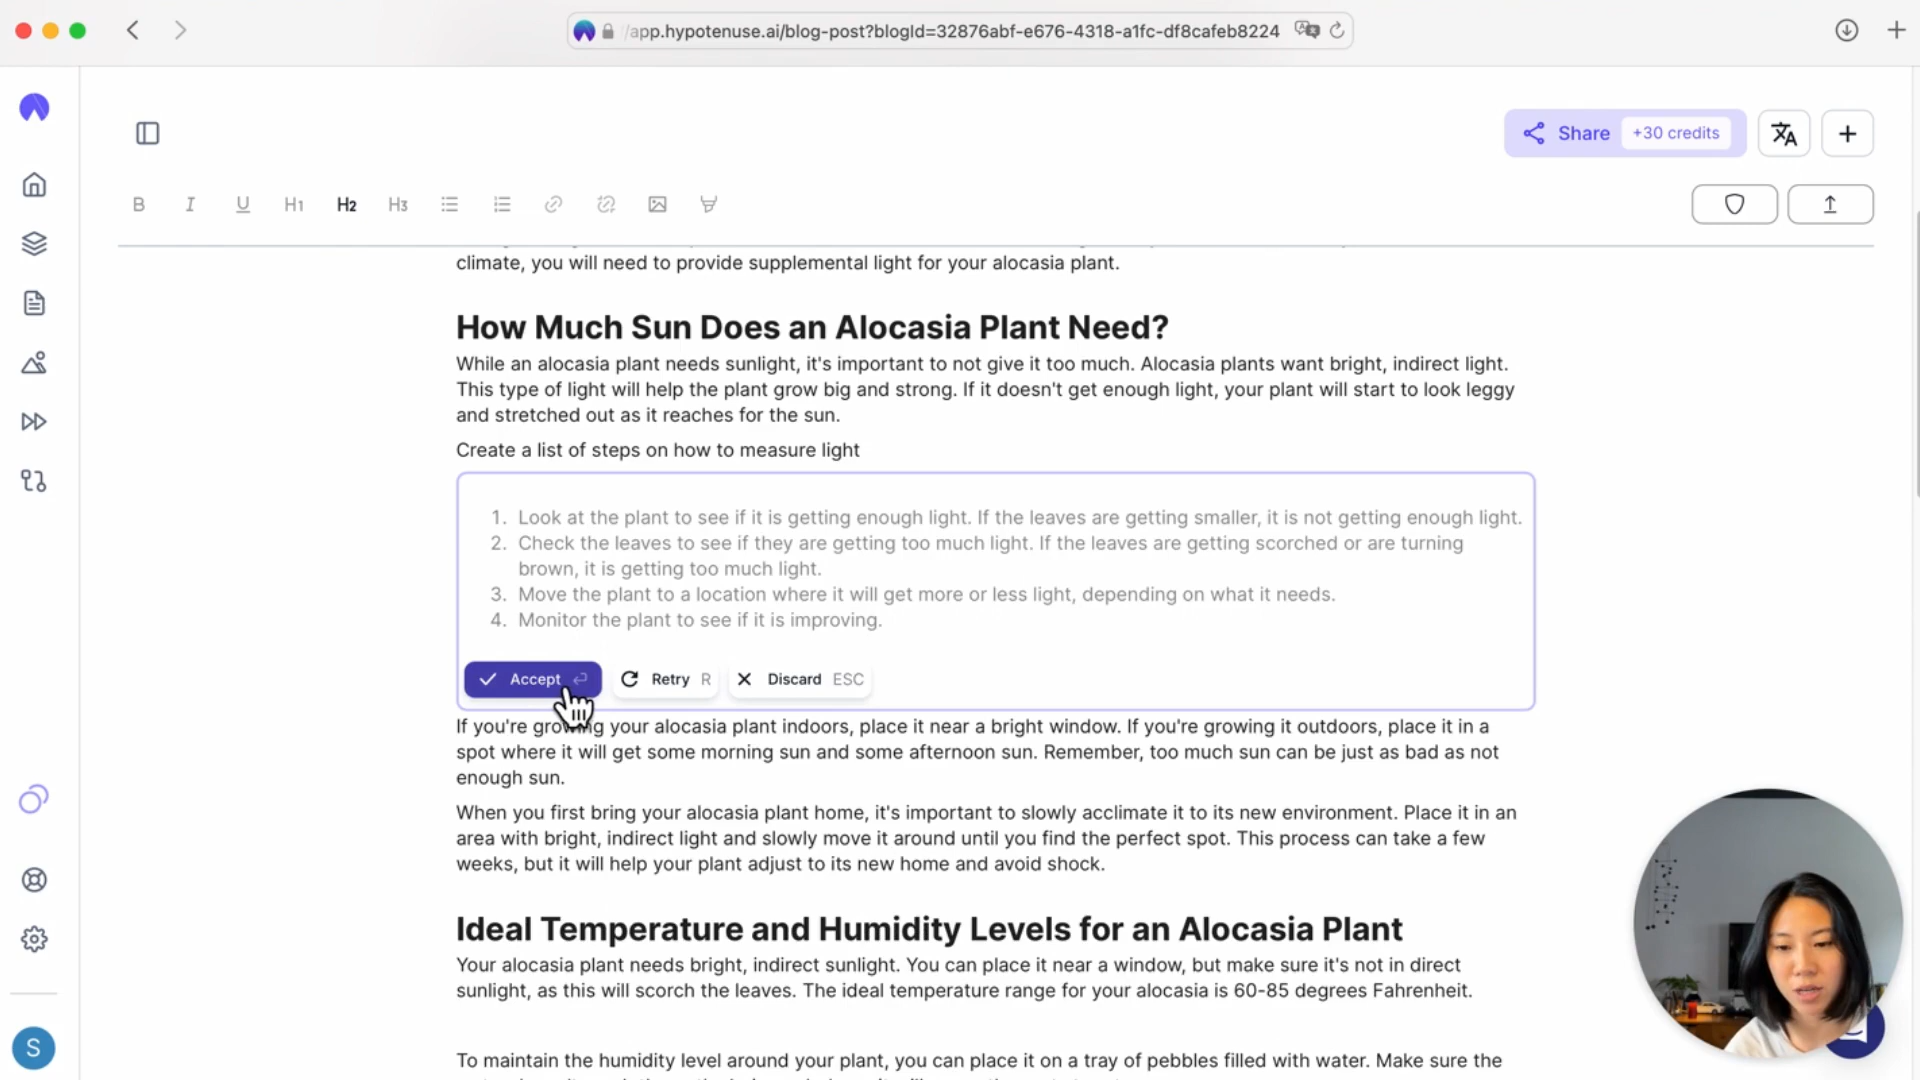 /app.hypotenuse.ai/blog-post?blogId=32876abf-e676-4318-a1fc-df8cafeb8224
Share +30 credits
B I U H1 H2 H3
climate, you will need to provide supplemental light for your alocasia plant.
How Much Sun Does an Alocasia Plant Need?
While an alocasia plant needs sunlight, it's important to not give it too much. Alocasia plants want bright, indirect light.
This type of light will help the plant grow big and strong. If it doesn't get enough light, your plant will start to look leggy
and stretched out as it reaches for the sun.
Create a list of steps on how to measure light
1. Look at the plant to see if it is getting enough light. If the leaves are getting smaller, it is not getting enough light.
2. Check the leaves to see if they are getting too much light. If the leaves are getting scorched or are turning
brown, it is getting too much light.
3. Move the plant to a location where it will get more or less light, depending on what it needs.
4. Monitor the plant to see if it is improving.
Accept Retry R Discard ESC
If you're growing your alocasia plant indoors, place it near a bright window. If you're growing it outdoors, place it in a
spot where it will get some morning sun and some afternoon sun. Remember, too much sun can be just as bad as not
enough sun.
When you first bring your alocasia plant home, it's important to slowly acclimate it to its new environment. Place it in an
area with bright, indirect light and slowly move it around until you find the perfect spot. This process can take a few
weeks, but it will help your plant adjust to its new home and avoid shock.
Ideal Temperature and Humidity Levels for an Alocasia Plant
Your alocasia plant needs bright, indirect sunlight. You can place it near a window, but make sure it's not in direct
sunlight, as this will scorch the leaves. The ideal temperature range for your alocasia is 60-85 degrees Fahrenheit.
To maintain the humidity level around your plant, you can place it on a tray of pebbles filled with water. Make sure the
S